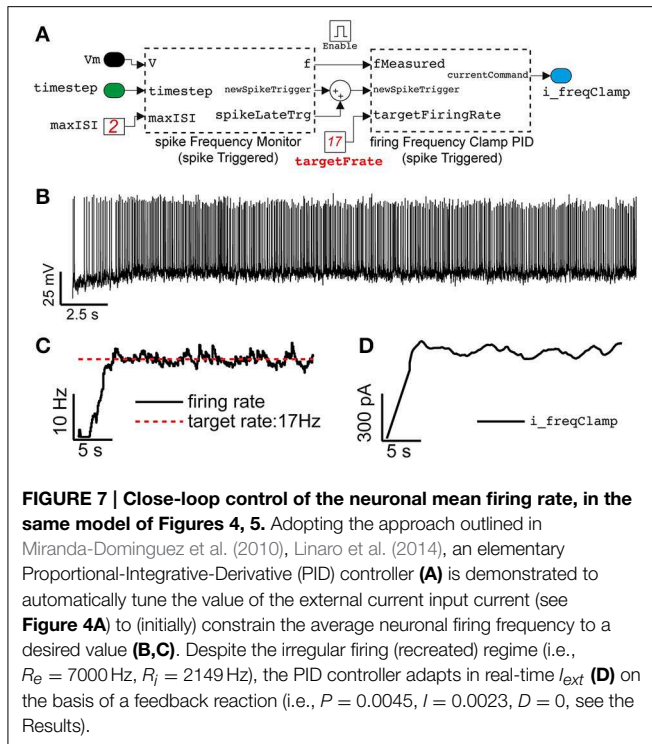 A
Enable
Vm
V
f
fMeasured
currentCommand
i_freqClamp
timestep
timestep
newSpikeTrigger
+
+
newSpikeTrigger
maxISI
2
maxISI
spikeLateTrg
targetFiringRate
spike Frequency Monitor
(spike Triggered)
17
targetFrate
firing Frequency Clamp PID
(spike Triggered)
B
25 mV
2.5 s
C
10 Hz
5 s
firing rate
target rate:17Hz
D
300 pA
5 s
i_freqClamp
FIGURE 7 | Close-loop control of the neuronal mean firing rate, in the
same model of Figures 4, 5. Adopting the approach outlined in
Miranda-Dominguez et al. (2010), Linaro et al. (2014), an elementary
Proportional-Integrative-Derivative (PID) controller (A) is demonstrated to
automatically tune the value of the external current input current (see
Figure 4A) to (initially) constrain the average neuronal firing frequency to a
desired value (B,C). Despite the irregular firing (recreated) regime (i.e.,
Re = 7000 Hz, Ri = 2149 Hz), the PID controller adapts in real-time Iext (D) on
the basis of a feedback reaction (i.e., P = 0.0045, I = 0.0023, D = 0, see the
Results).